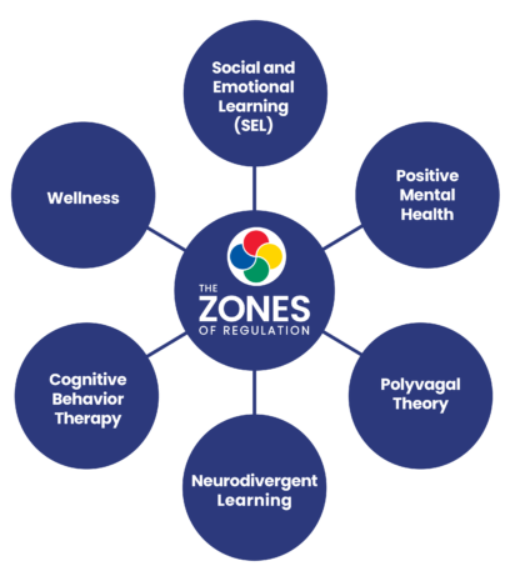 Social and
Emotional
Learning
(SEL)
Positive
Mental
Health
Wellness
THE
ZONES
OF REGULATION
Cognitive
Behavior
Therapy
Polyvagal
Theory
Neurodivergent
Learning